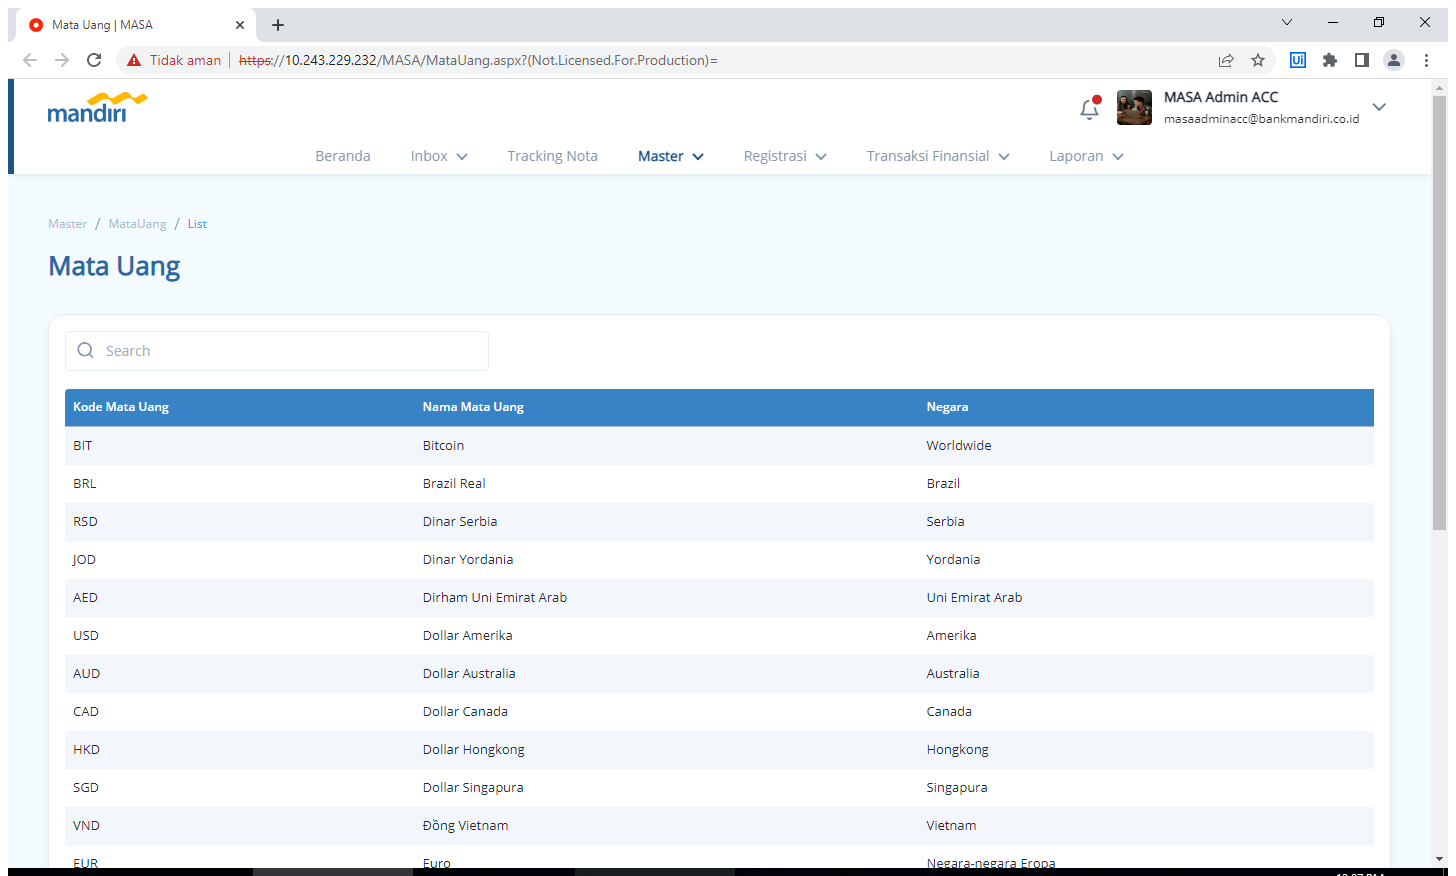 Mata Uang | MASA
Tidak aman https://10.243.229.232/MASA/MataUang.aspx?(Not.Licensed.For.Production)=
Ui
mandiri
MASA Admin ACC
masaadminacc@bankmandiri.co.id
Beranda Inbox Tracking Nota Master Registrasi Transaksi Finansial Laporan
Master / MataUang / List
Mata Uang
Search
Kode Mata Uang Nama Mata Uang Negara
BIT Bitcoin Worldwide
BRL Brazil Real Brazil
RSD Dinar Serbia Serbia
JOD Dinar Yordania Yordania
AED Dirham Uni Emirat Arab Uni Emirat Arab
USD Dollar Amerika Amerika
AUD Dollar Australia Australia
CAD Dollar Canada Canada
HKD Dollar Hongkong Hongkong
SGD Dollar Singapura Singapura
VND Đồng Vietnam Vietnam
EUR Euro Negara-negara Eropa